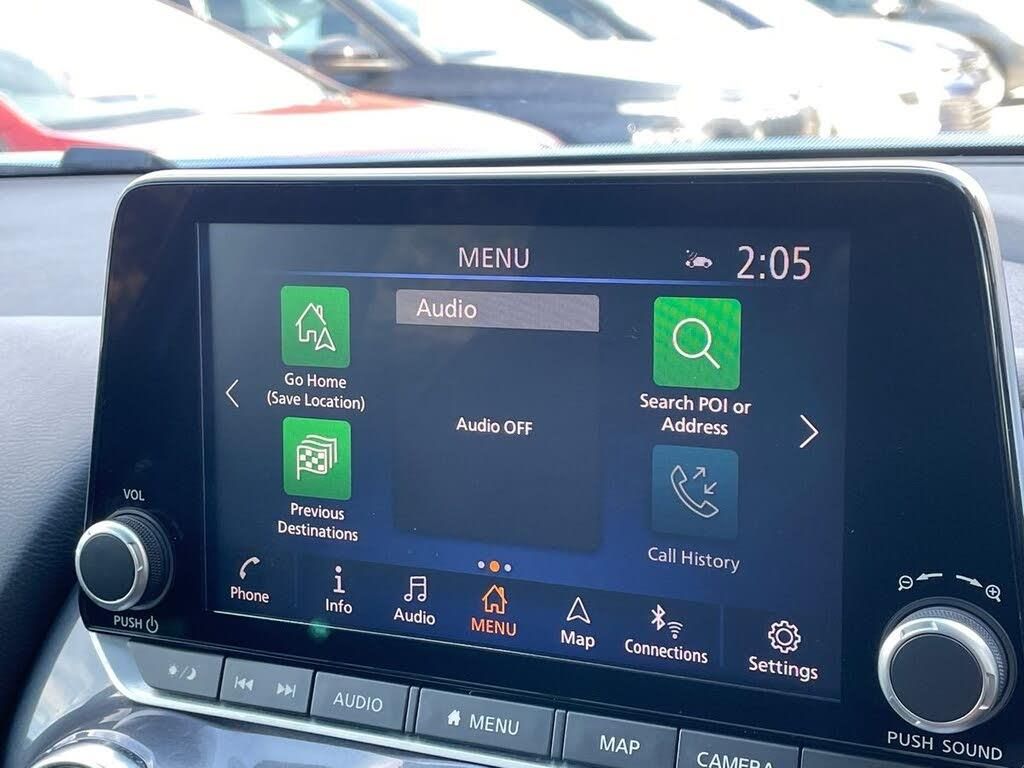 MENU
2:05
Audio
Go Home
(Save Location)
Search POI or
Address
Audio OFF
Previous
Destinations
Call History
VOL
PUSH
Phone
Info
Audio
MENU
Map
Connections
Settings
AUDIO
MENU
MAP
CAMERA
PUSH SOUND